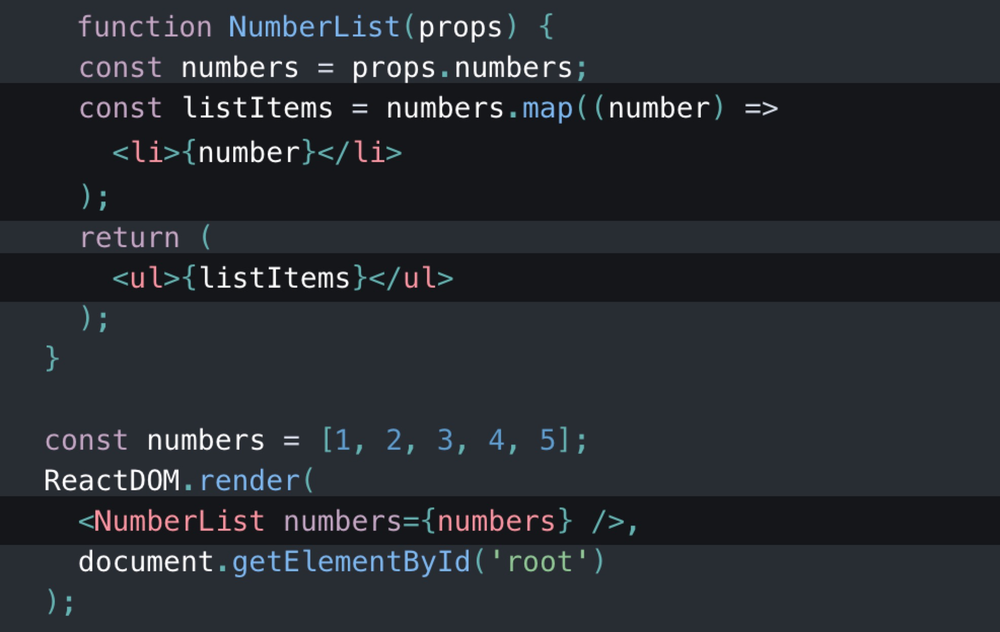 function NumberList(props) {
const numbers = props.numbers;
const listItems = numbers.map((number) =>
<li>{number}</li>
);
return (
<ul>{listItems}</ul>
);
}
const numbers = [1, 2, 3, 4, 5];
ReactDOM.render(
<NumberList numbers={numbers} />,
document.getElementById('root')
);